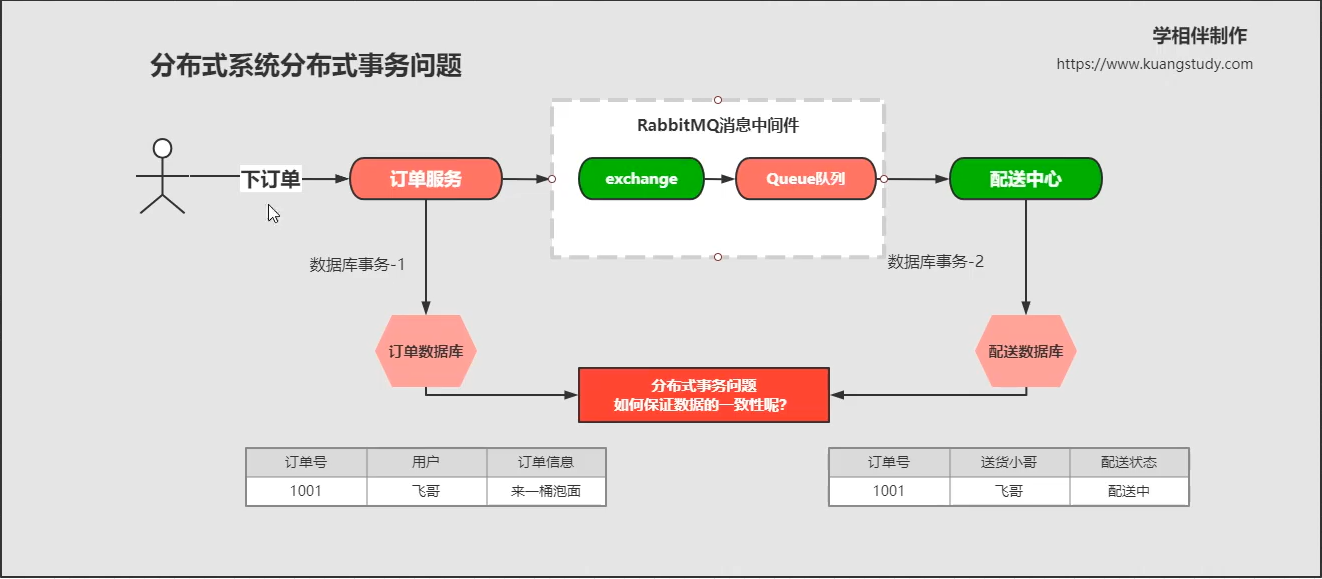 学相伴制作
分布式系统分布式事务问题
https://www.kuangstudy.com
RabbitMQ消息中间件
下订单
订单服务
exchange
Queue队列
配送中心
数据库事务-1
数据库事务-2
订单数据库
配送数据库
分布式事务问题
如何保证数据的一致性呢?
订单号 用户 订单信息
1001 飞哥 来一桶泡面
订单号 送货小哥 配送状态
1001 飞哥 配送中